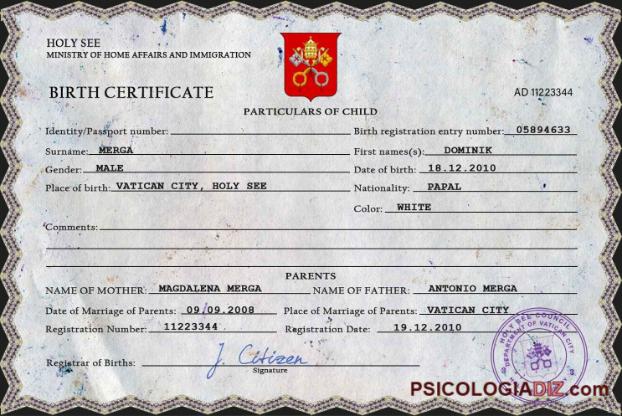 HOLY SEE
MINISTRY OF HOME AFFAIRS AND IMMIGRATION
BIRTH CERTIFICATE
AD 11223344
PARTICULARS OF CHILD
Identity/Passport number: Birth registration entry number: 05894633
Surname: MERGA First names(s): DOMINIK
Gender: MALE Date of birth: 18.12.2010
Place of birth: VATICAN CITY, HOLY SEE Nationality: PAPAL
Color: WHITE
Comments:
PARENTS
NAME OF MOTHER: MAGDALENA MERGA NAME OF FATHER: ANTONIO MERGA
Date of Marriage of Parents: 09.09.2008 Place of Marriage of Parents: VATICAN CITY
Registration Number: 11223344 Registration Date: 19.12.2010
Registrar of Births: J. Citizen
Signature
HOLY SEE COUNCIL
DEPARTMENT OF VATICAN CITY
PSICOLOGIADIZ.com